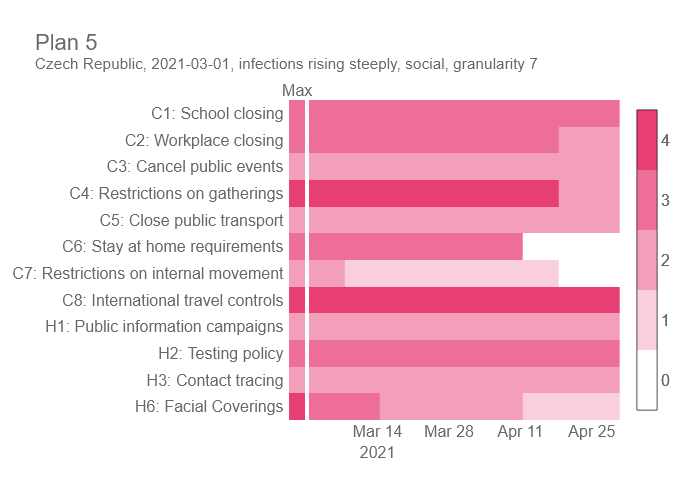 Plan 5
Czech Republic, 2021-03-01, infections rising steeply, social, granularity 7
Max
C1: School closing
C2: Workplace closing
C3: Cancel public events
C4: Restrictions on gatherings
C5: Close public transport
C6: Stay at home requirements
C7: Restrictions on internal movement
C8: International travel controls
H1: Public information campaigns
H2: Testing policy
H3: Contact tracing
H6: Facial Coverings
Mar 14 Mar 28 Apr 11 Apr 25
2021
4
3
2
1
0